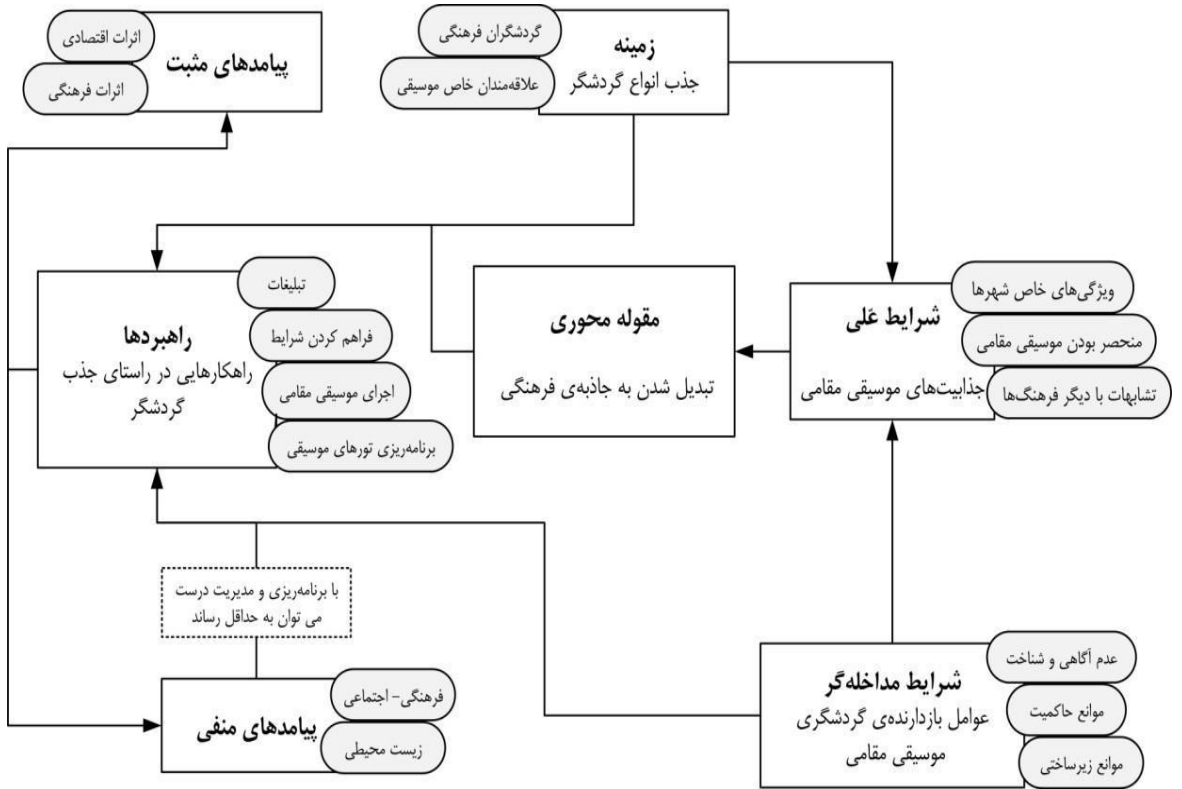 زمینه
جذب انواع گردشگر
گردشگران فرهنگی
علاقه‌مندان خاص موسیقی
پیامدهای مثبت
اثرات اقتصادی
اثرات فرهنگی
شرایط عَلی
جذابیت‌های موسیقی مقامی
ویژگی‌های خاص شهرها
منحصر بودن موسیقی مقامی
تشابهات با دیگر فرهنگ‌ها
مقوله محوری
تبدیل شدن به جاذبه‌ی فرهنگی
راهبردها
راهکارهایی در راستای جذب
گردشگر
تبلیغات
فراهم کردن شرایط
اجرای موسیقی مقامی
برنامه‌ریزی تورهای موسیقی
با برنامه‌ریزی و مدیریت درست
می توان به حداقل رساند
شرایط مداخله‌گر
عوامل بازدارنده‌ی گردشگری
موسیقی مقامی
عدم آگاهی و شناخت
موانع حاکمیت
موانع زیرساختی
پیامدهای منفی
فرهنگی- اجتماعی
زیست محیطی